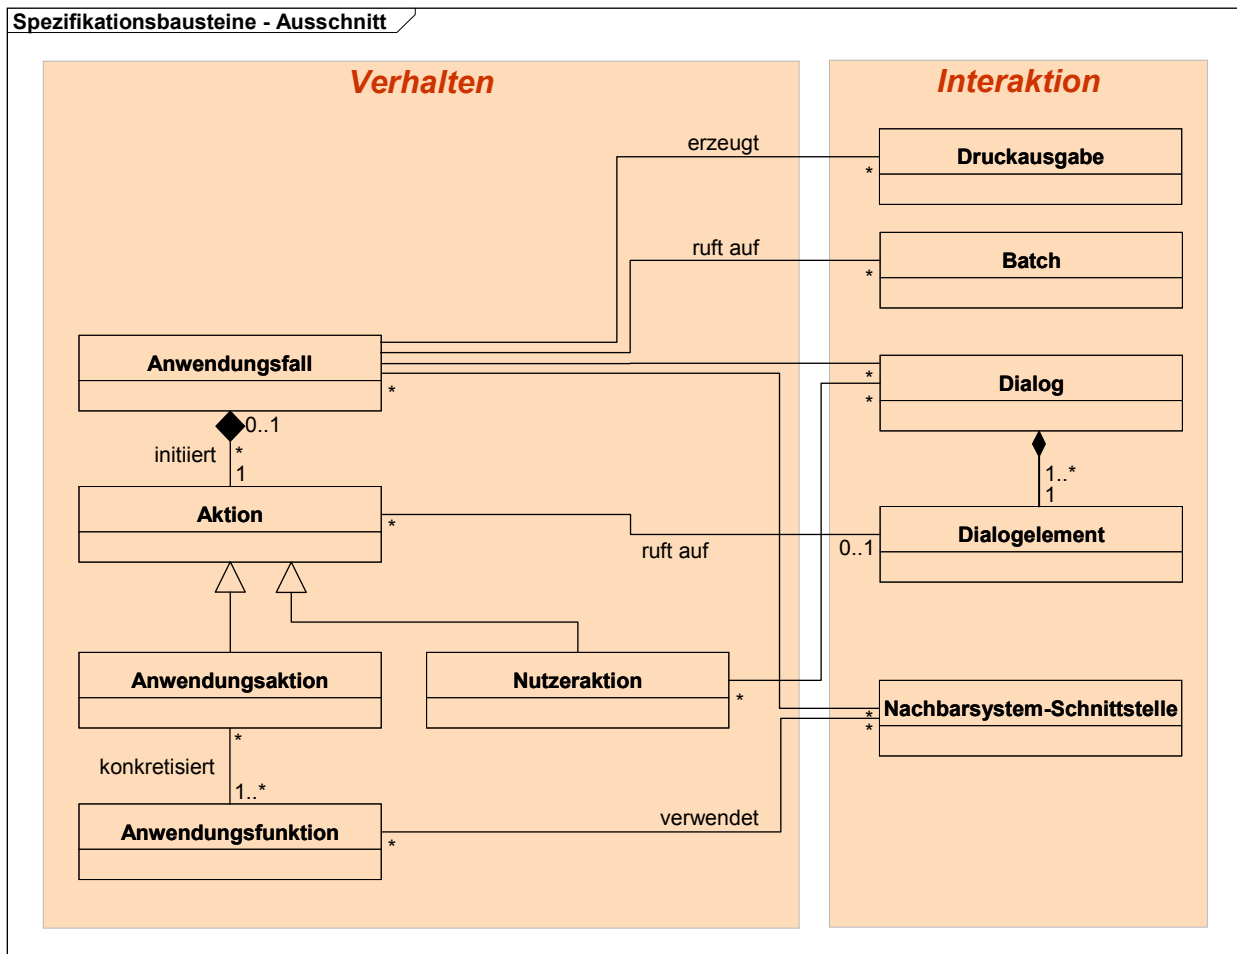 Spezifikationsbausteine - Ausschnitt
Verhalten
Interaktion
erzeugt
*
Druckausgabe
ruft auf
*
Batch
Anwendungsfall
*
*
*
Dialog
0..1
initiiert
*
1
1..*
1
Aktion
*
ruft auf
0..1
Dialogelement
Anwendungsaktion
Nutzeraktion
*
*
*
Nachbarsystem-Schnittstelle
*
konkretisiert
1..*
Anwendungsfunktion
*
verwendet